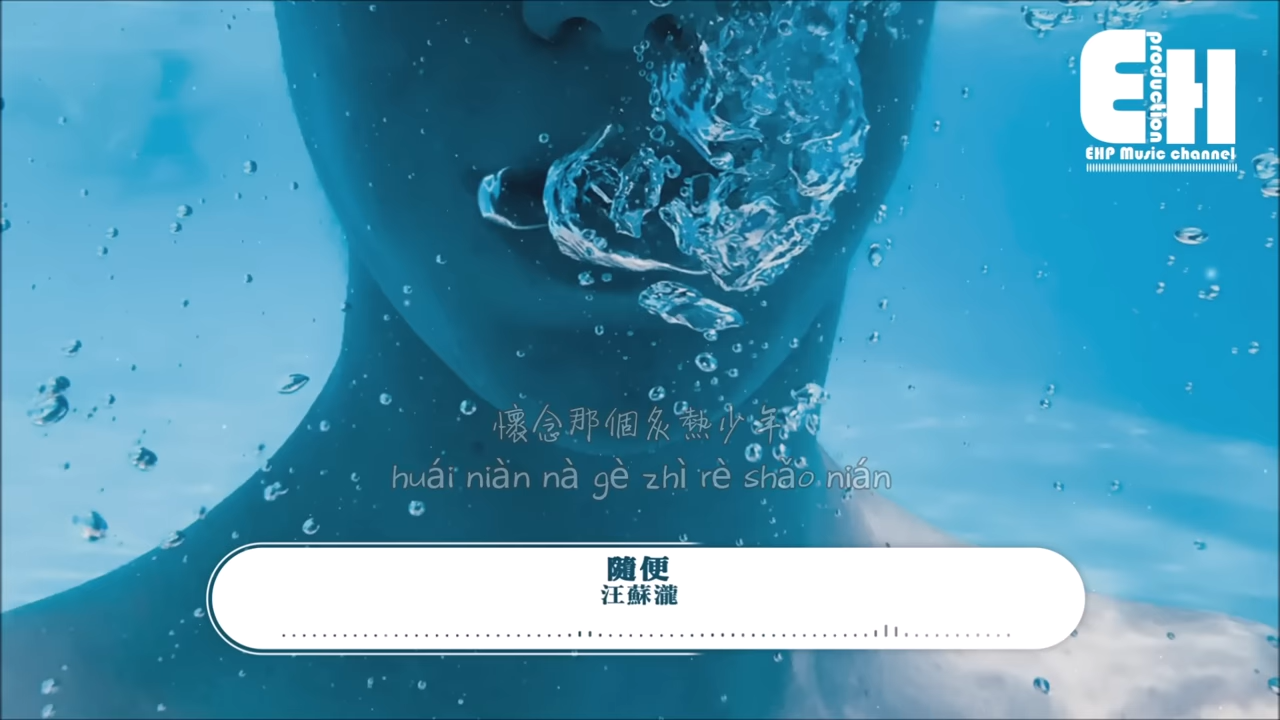 EH
production
EHP Music channel
懷念那個炙熱少年
huái niàn nà gè zhì rè shǎo nián
隨便
汪蘇瀧